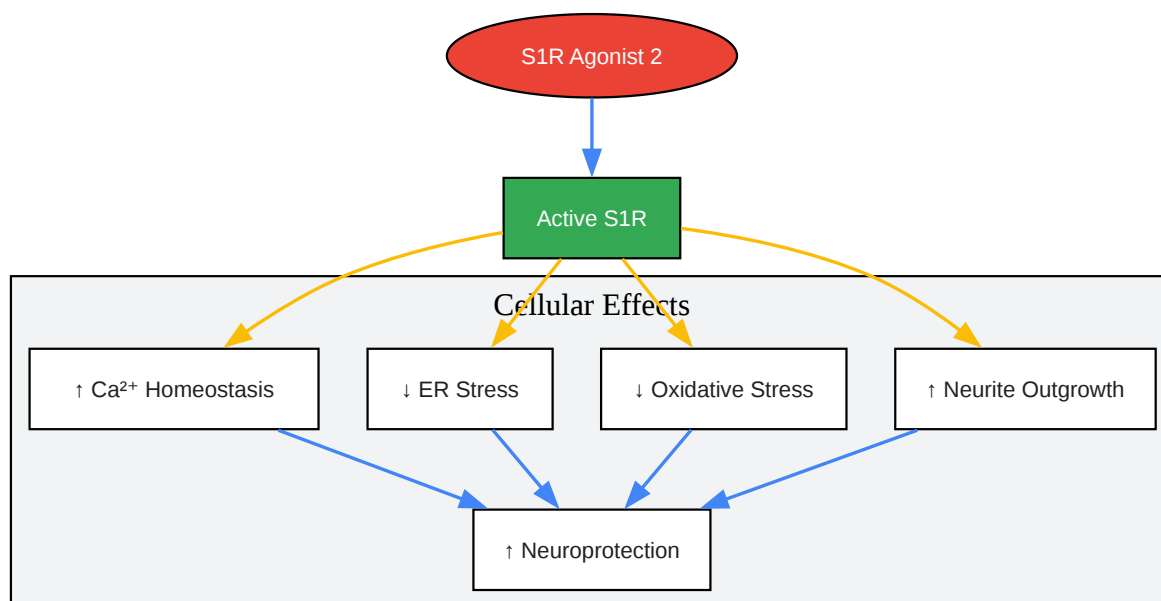 S1R Agonist 2
Active S1R
Cellular Effects
↑ Ca²⁺ Homeostasis
↓ ER Stress
↓ Oxidative Stress
↑ Neurite Outgrowth
↑ Neuroprotection